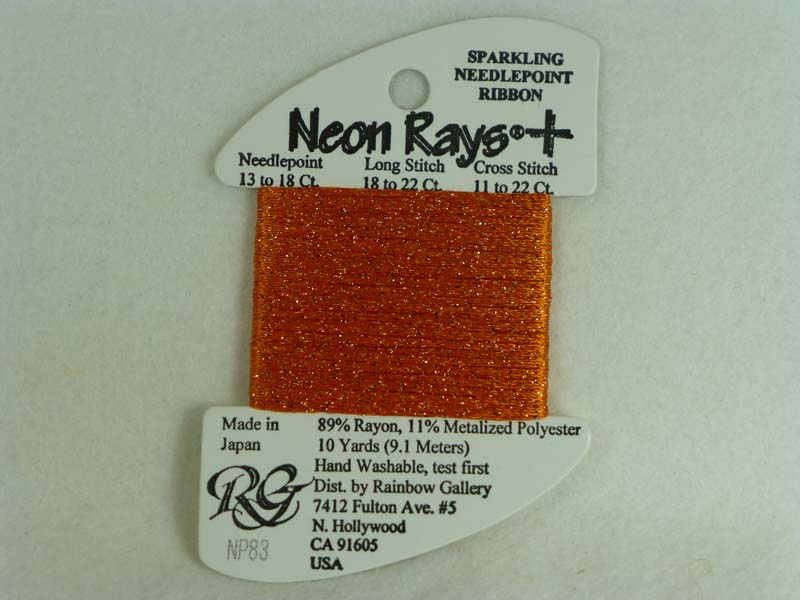 SPARKLING
NEEDLEPOINT
RIBBON
Neon Rays®+
Needlepoint Long Stitch Cross Stitch
13 to 18 Ct. 18 to 22 Ct. 11 to 22 Ct.
Made in
Japan
89% Rayon, 11% Metalized Polyester
10 Yards (9.1 Meters)
Hand Washable, test first
RG
Dist. by Rainbow Gallery
7412 Fulton Ave. #5
N. Hollywood
NP83
CA 91605
USA